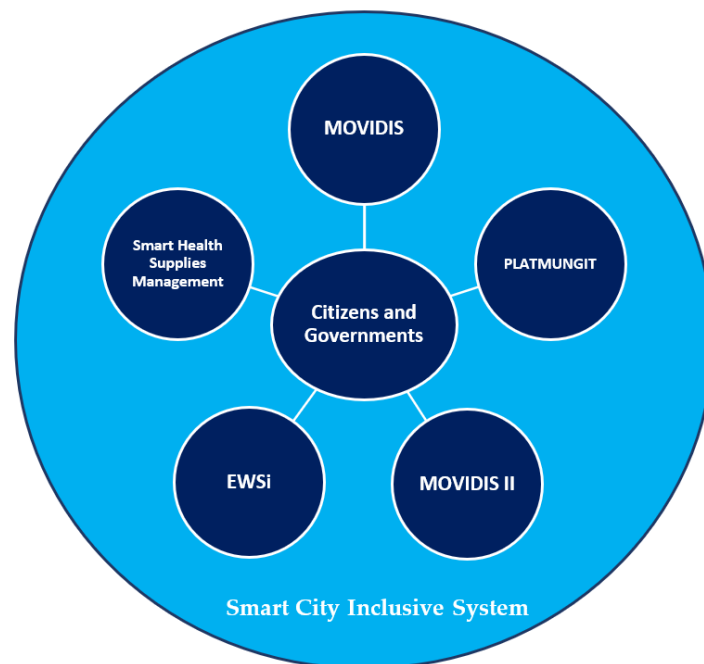 MOVIDIS
Smart Health
Supplies
Management
PLATMUNGIT
Citizens and
Governments
EWSi
MOVIDIS II
Smart City Inclusive System